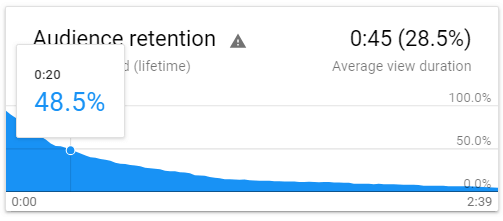 Audience retention
0:45 (28.5%)
d (lifetime)
Average view duration
0:20
48.5%
100.0%
50.0%
0.0%
0:00
2:39